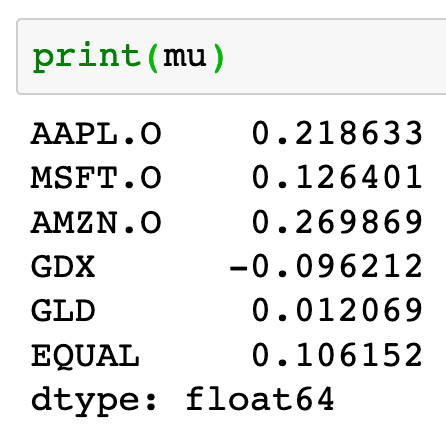 print(mu)
AAPL.O 0.218633
MSFT.O 0.126401
AMZN.O 0.269869
GDX -0.096212
GLD 0.012069
EQUAL 0.106152
dtype: float64